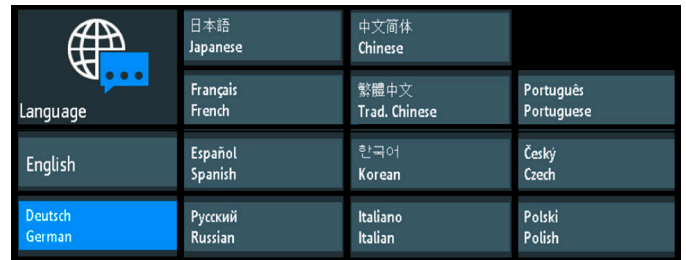 Language
English
Deutsch
German
日本語
Japanese
Français
French
Español
Spanish
Русский
Russian
中文简体
Chinese
繁體中文
Trad. Chinese
한국어
Korean
Italiano
Italian
Português
Portuguese
Český
Czech
Polski
Polish